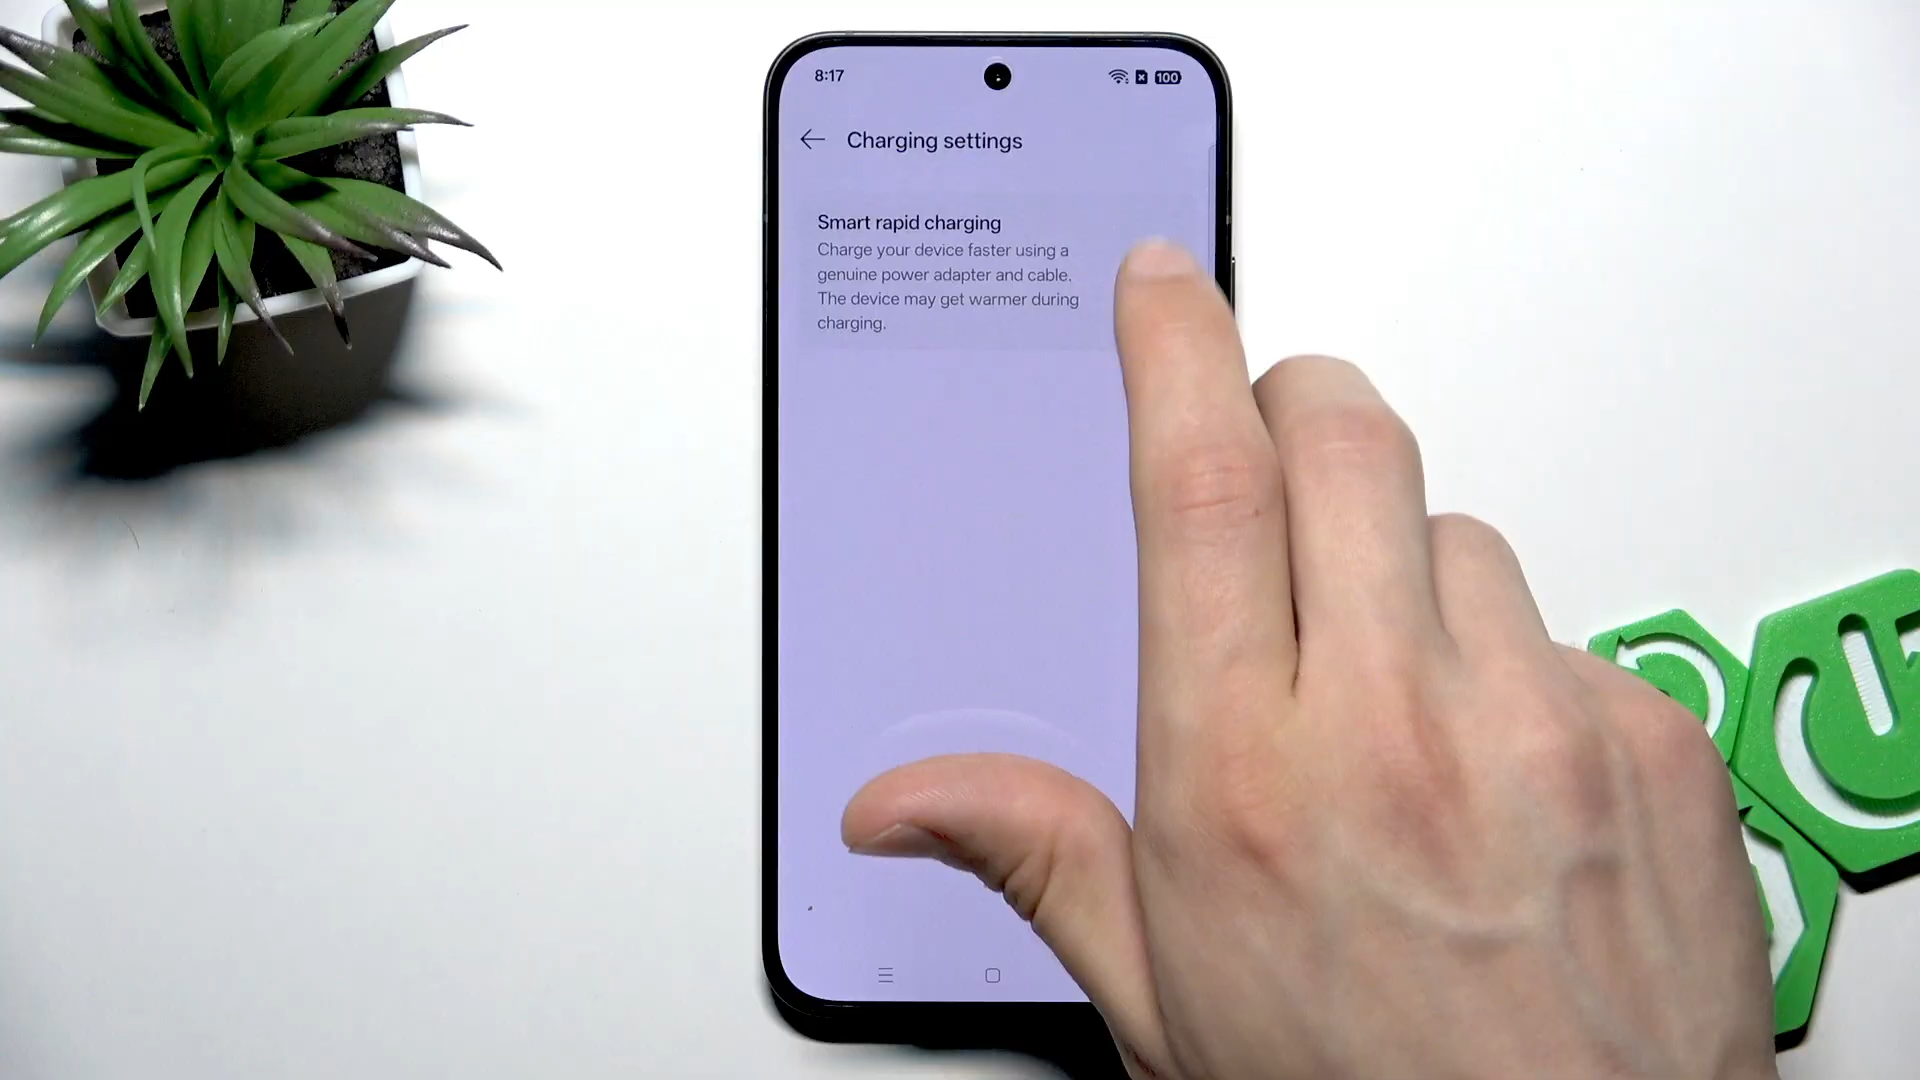 8:17
100
Charging settings
Smart rapid charging
Charge your device faster using a
genuine power adapter and cable.
The device may get warmer during
charging.